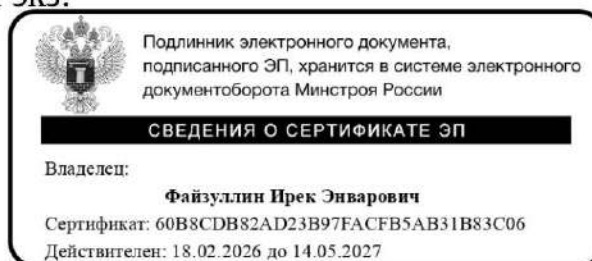 экз.
Подлинник электронного документа,
подписанного ЭП, хранится в системе электронного
документооборота Минстроя России
СВЕДЕНИЯ О СЕРТИФИКАТЕ ЭП
Владелец:
Файзуллин Ирек Энварович
Сертификат: 60B8CDB82AD23B97FACFB5AB31B83C06
Действителен: 18.02.2026 до 14.05.2027